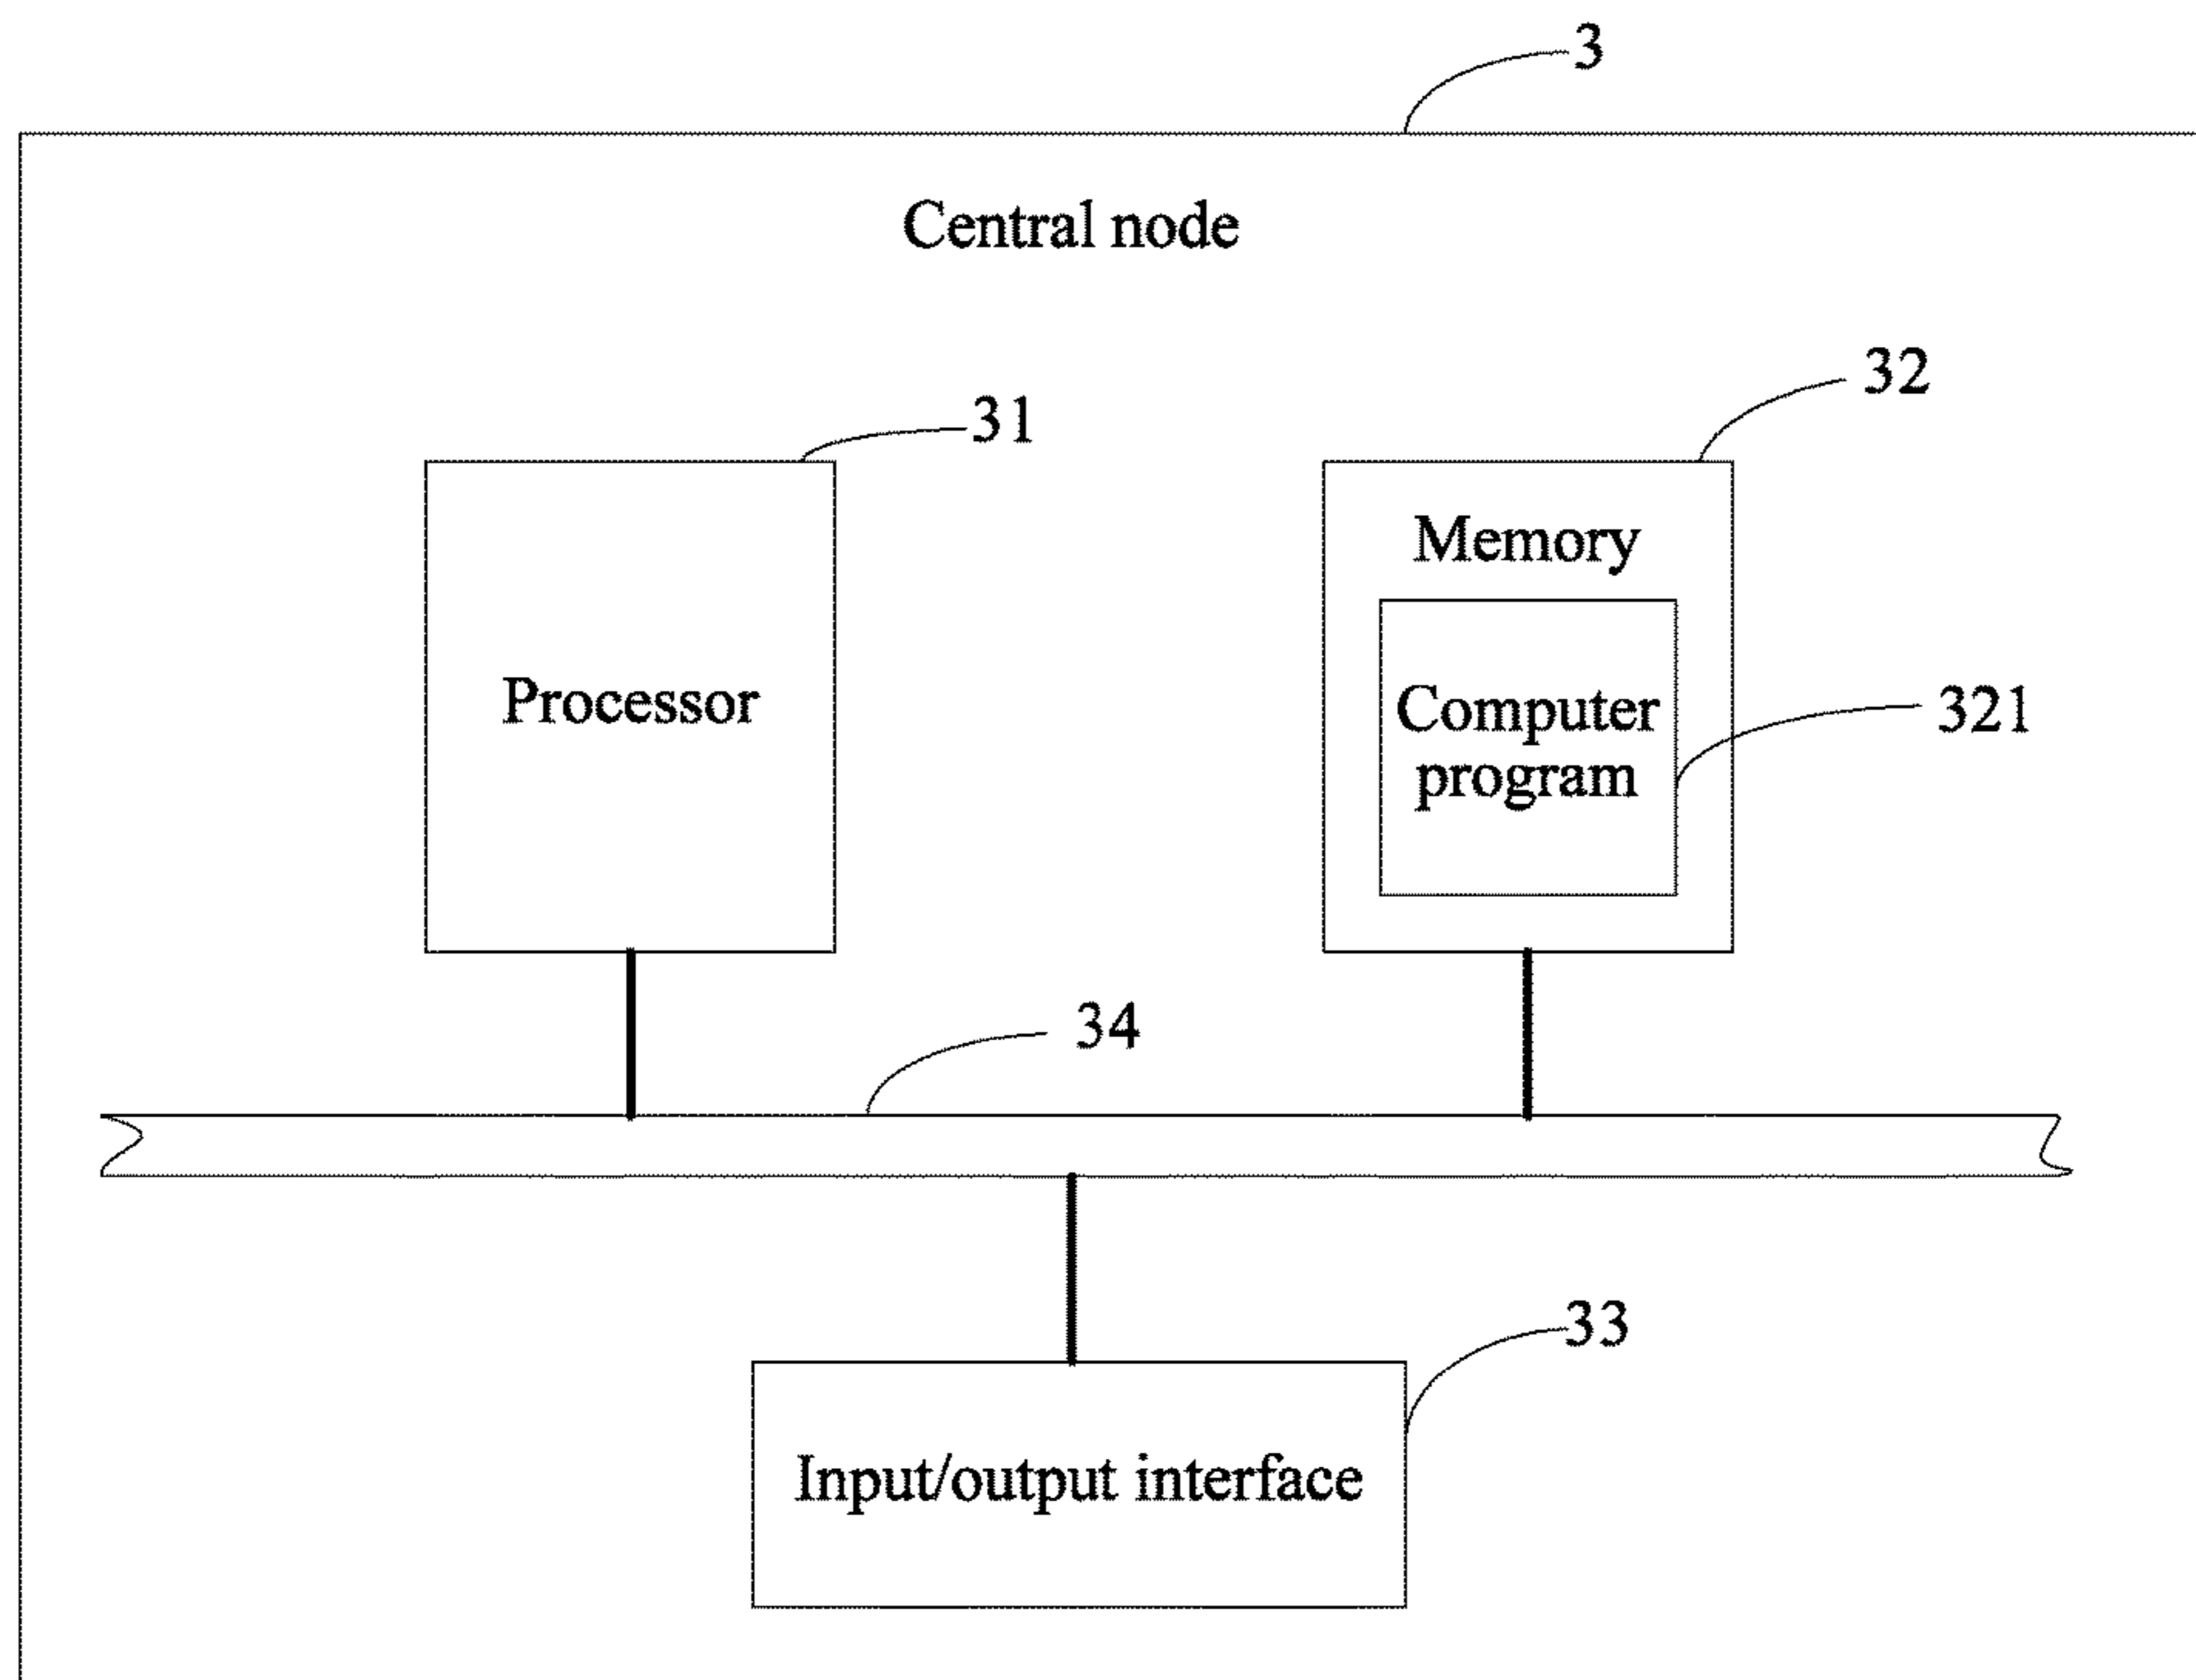 3
Central node
32
31
Memory
Processor
Computer
program
321
34
33
Input/output interface